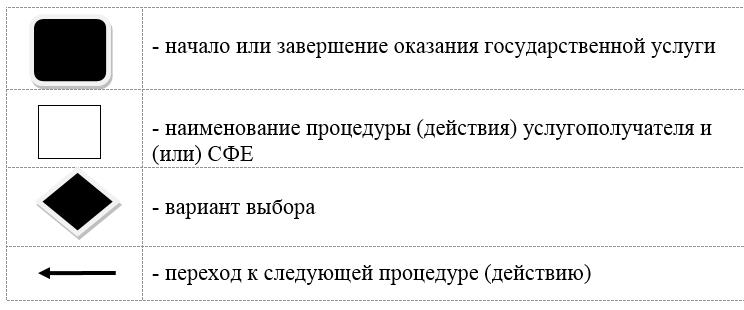 - начало или завершение оказания государственной услуги
- наименование процедуры (действия) услугополучателя и
(или) СФЕ
- вариант выбора
- переход к следующей процедуре (действию)